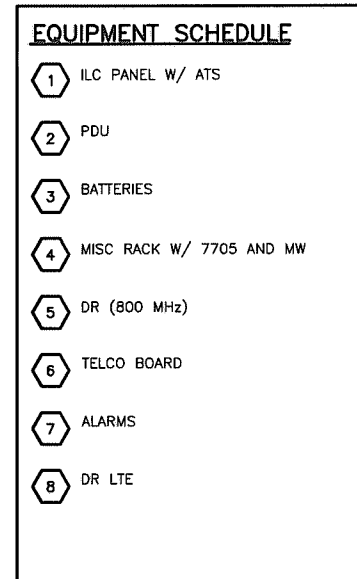 EQUIPMENT SCHEDULE
1 ILC PANEL W/ ATS
2 PDU
3 BATTERIES
4 MISC RACK W/ 7705 AND MW
5 DR (800 MHz)
6 TELCO BOARD
7 ALARMS
8 DR LTE